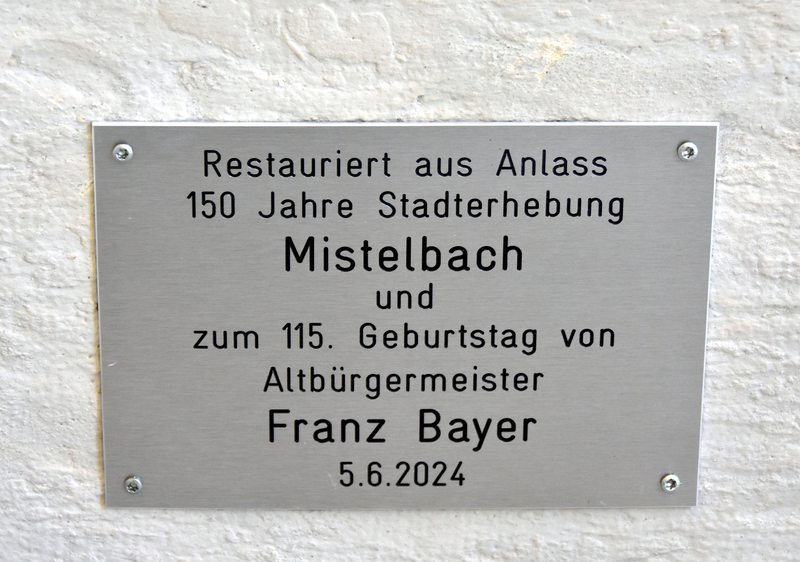 Restauriert aus Anlass
150 Jahre Stadterhebung
Mistelbach
und
zum 115. Geburtstag von
Altbürgermeister
Franz Bayer
5.6.2024